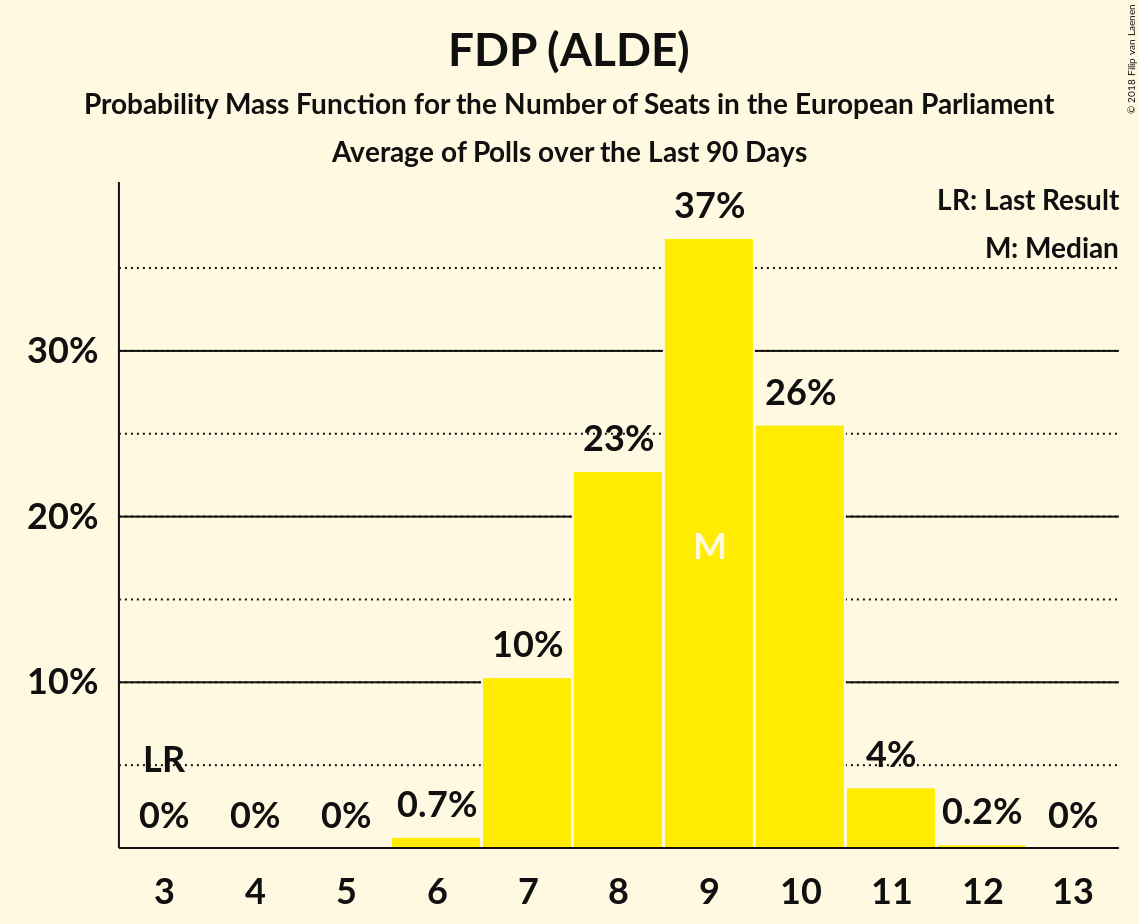 FDP (ALDE)
Probability Mass Function for the Number of Seats in the European Parliament
Average of Polls over the Last 90 Days
© 2018 Filip van Laenen
LR: Last Result
M: Median
37%
30%
26%
23%
20%
M
10%
10%
LR
4%
0%
0%
0%
0.7%
0.2%
0%
3 4 5 6 7 8 9 10 11 12 13